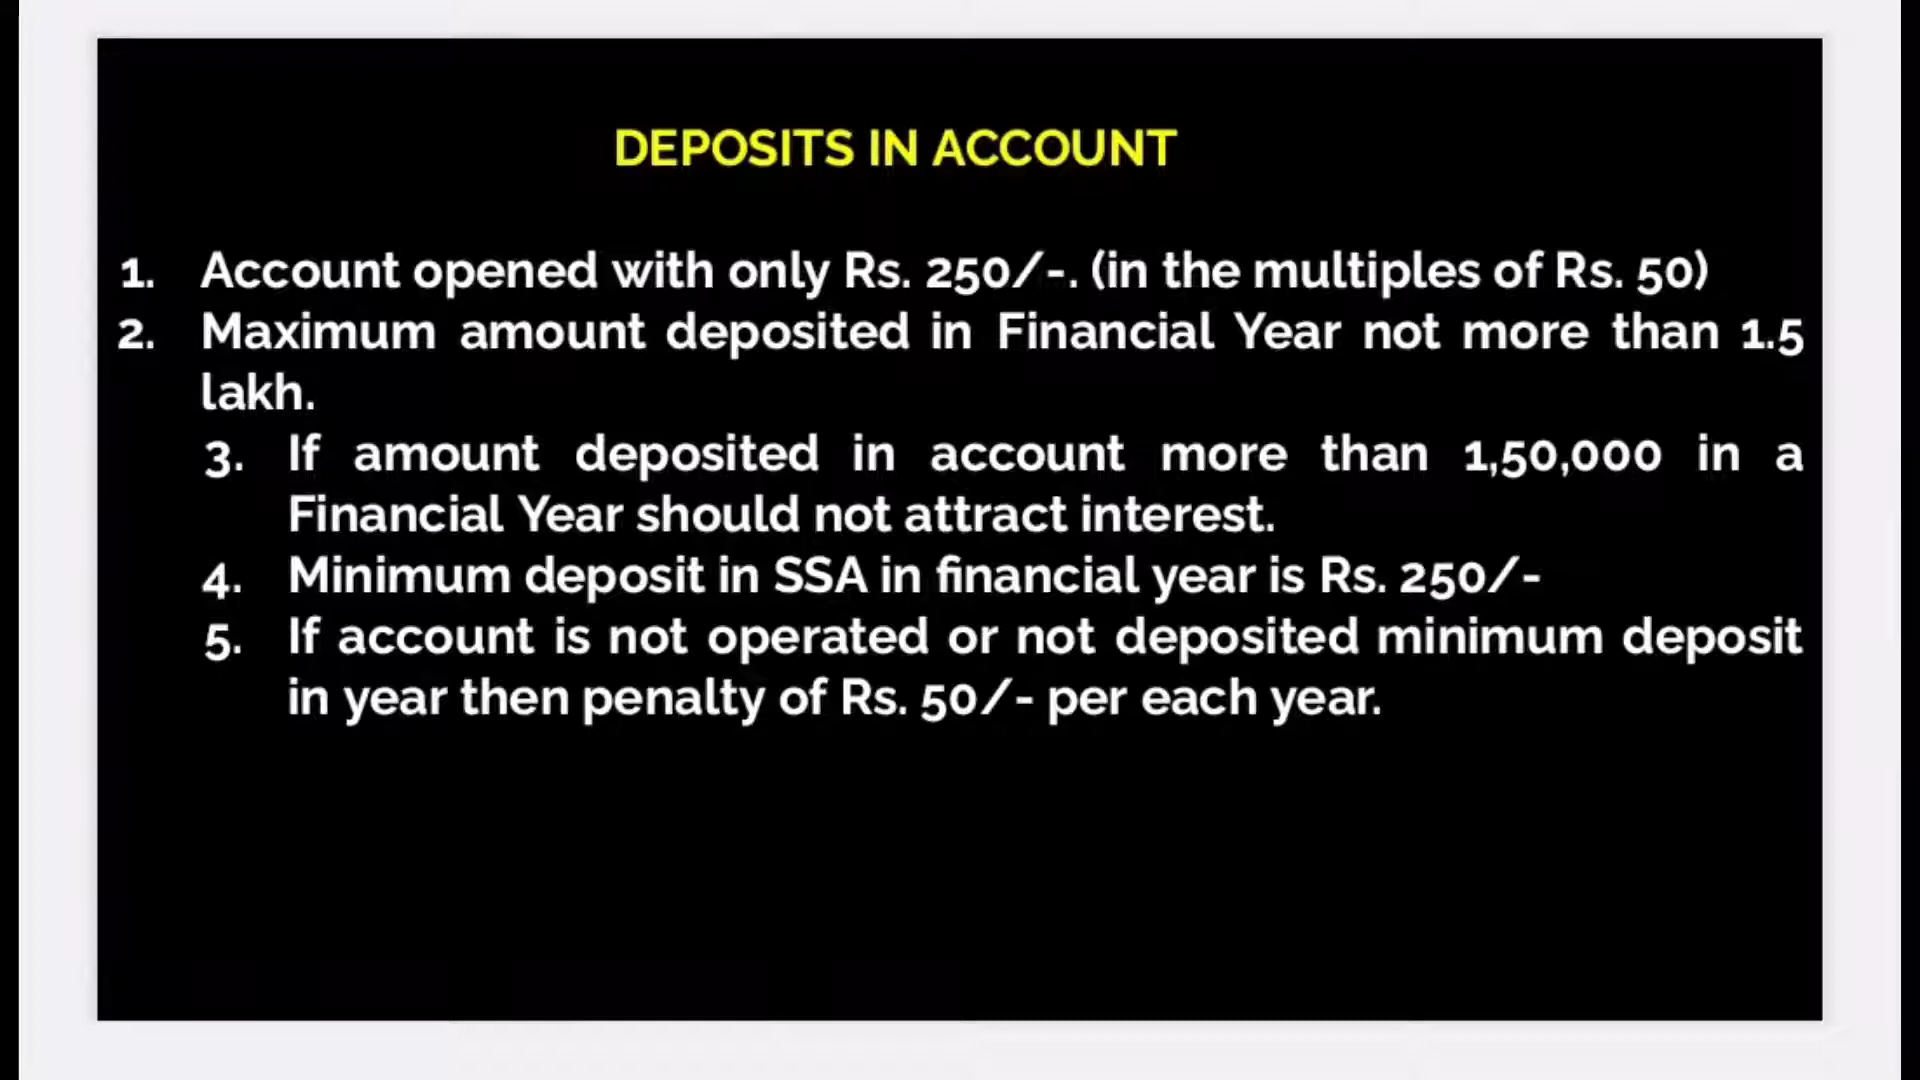 DEPOSITS IN ACCOUNT
1. Account opened with only Rs. 250/-. (in the multiples of Rs. 50)
2. Maximum amount deposited in Financial Year not more than 1.5
lakh.
3. If amount deposited in account more than 1,50,000 in a
Financial Year should not attract interest.
4. Minimum deposit in SSA in financial year is Rs. 250/-
5. If account is not operated or not deposited minimum deposit
in year then penalty of Rs. 50/- per each year.